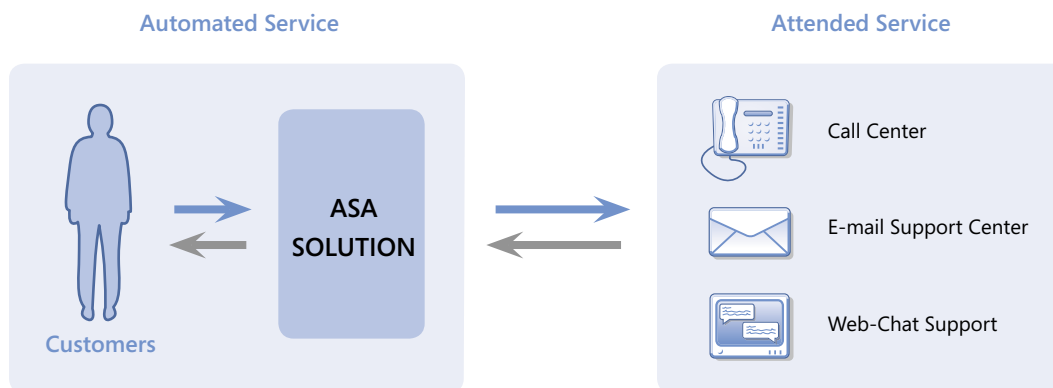 Automated Service
Attended Service
Customers
ASA
SOLUTION
Call Center
E-mail Support Center
Web-Chat Support